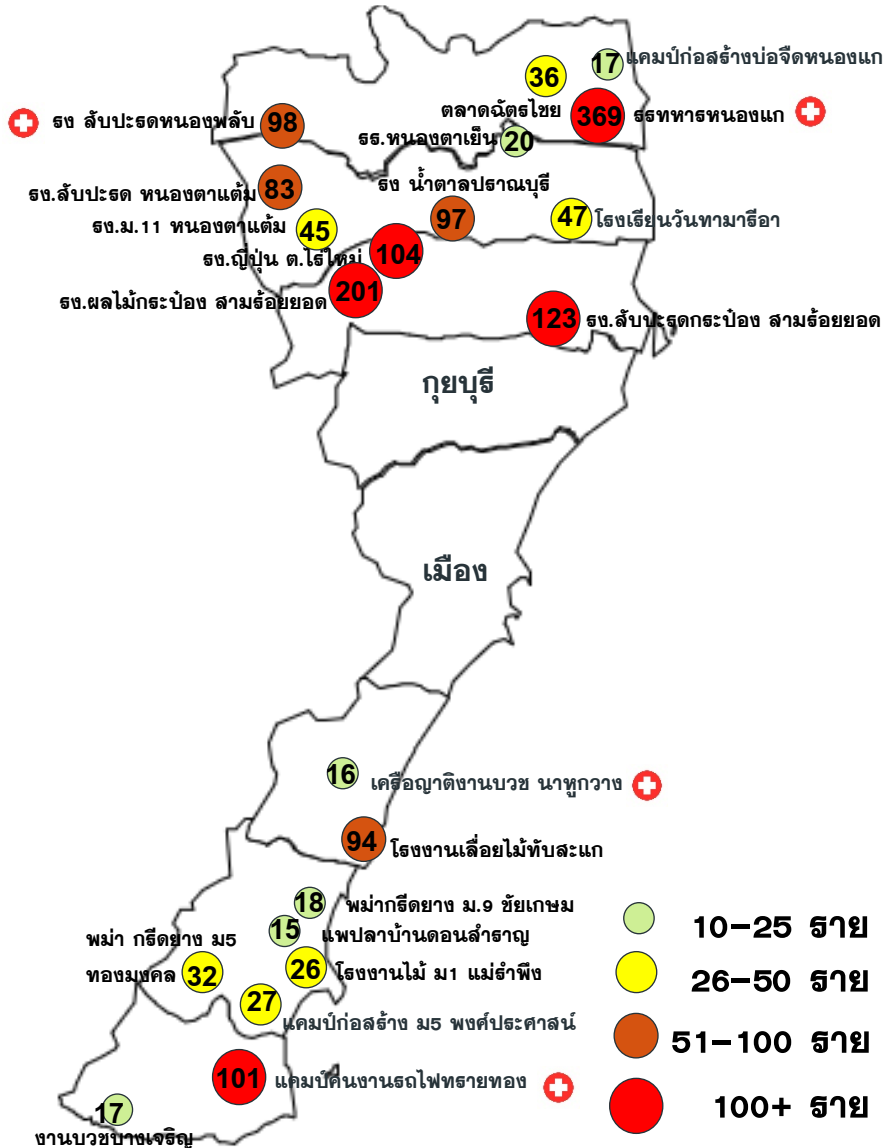 36
17 แคมป์ก่อสร้างบ่อจืดหนองแก
ตลาดฉัตรไชย
รง สับปะรดหนองพลับ 98
369 รรทหารหนองแก
รร.หนองตาเย็น 20
รง น้ำตาลปราณบุรี
97
รง.สับปะรด หนองตาแต้ม 83
รง.ม.11 หนองตาแต้ม 45
47 โรงเรียนวันทามารีอา
รง.ญี่ปุ่น ต.ไร่ใหม่ 104
รง.ผลไม้กระป๋อง สามร้อยยอด 201
123 รง.สับปะรดกระป๋อง สามร้อยยอด
กุยบุรี
เมือง
16 เครือญาติงานบวช นาหูกวาง
94 โรงงานเลื่อยไม้ทับสะแก
18 พม่ากรีดยาง ม.9 ชัยเกษม
15 แพปลาบ้านดอนสำราญ
พม่า กรีดยาง ม5
ทองมงคล 32
26 โรงงานไม้ ม1 แม่รำพึง
27
แคมป์ก่อสร้าง ม5 พงศ์ประศาสน์
101 แคมป์คนงานรถไฟทรายทอง
17
งานบวชบางเจริญ
10-25 ราย
26-50 ราย
51-100 ราย
100+ ราย